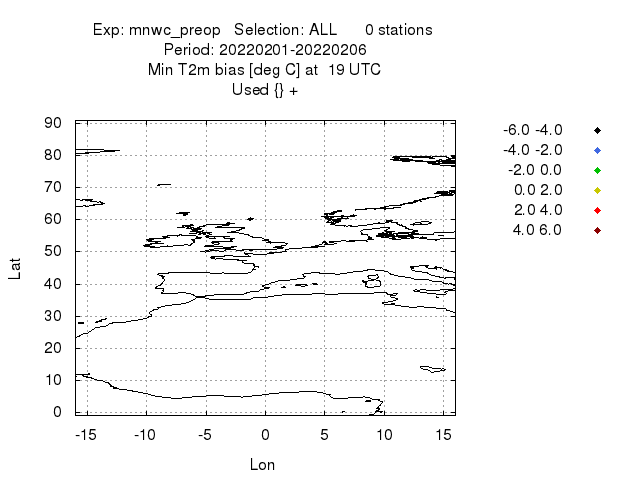 Exp: mnwc_preop   Selection: ALL      0 stations
Period: 20220201-20220206
Min T2m bias [deg C] at  19 UTC
Used {} +
90
80
70
60
50
40
30
20
10
0
-15 -10 -5 0 5 10 15
Lat
Lon
-6.0 -4.0
-4.0 -2.0
-2.0 0.0
0.0 2.0
2.0 4.0
4.0 6.0